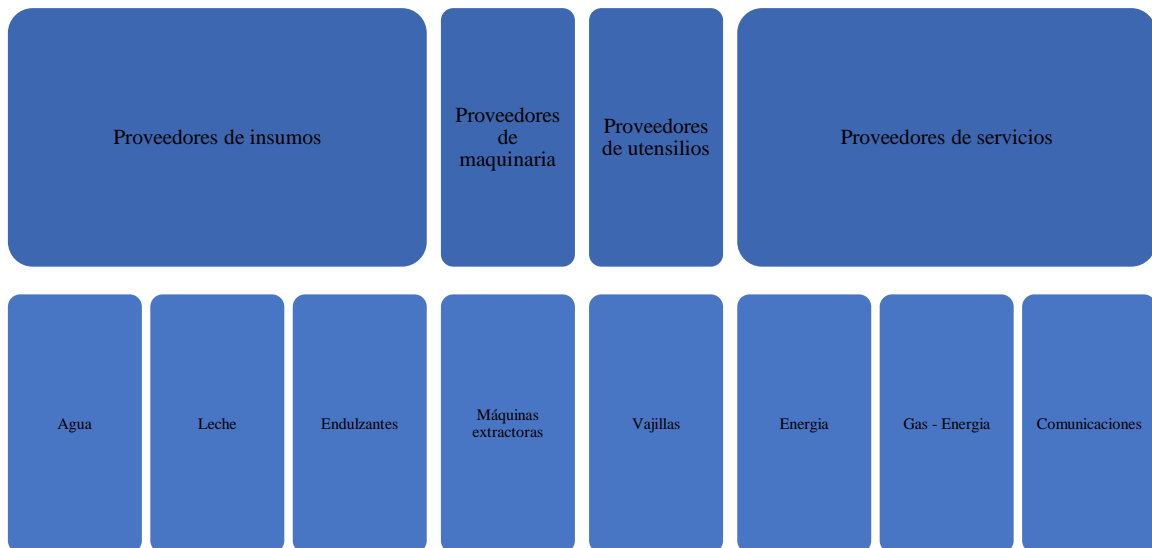 Proveedores de insumos
Proveedores
de
maquinaria
Proveedores
de utensilios
Proveedores de servicios
Agua
Leche
Endulzantes
Máquinas
extractoras
Vajillas
Energia
Gas - Energia
Comunicaciones